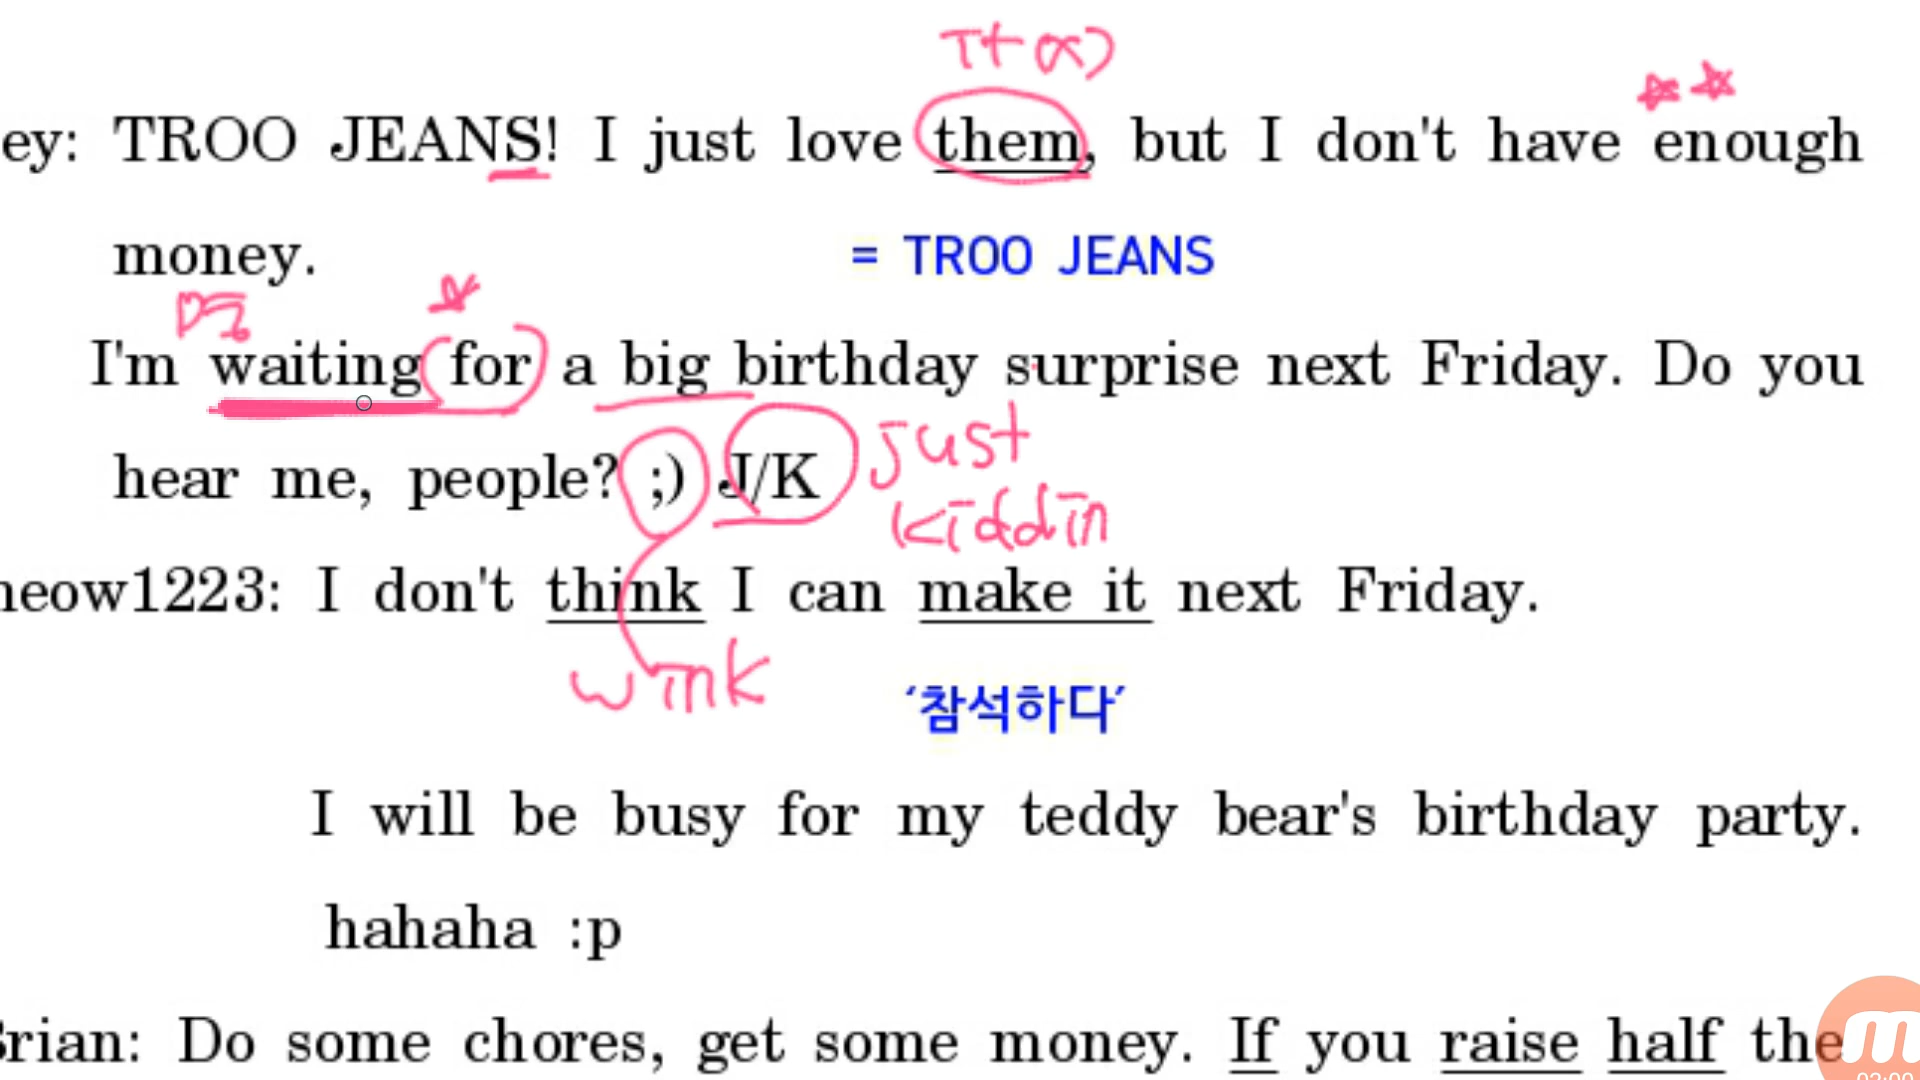 It (x)
ey: TROO JEANS! I just love them, but I don't have enough
money.
= TROO JEANS
I'm waiting for a big birthday surprise next Friday. Do you
just
hear me, people? ;) J/K
kiddin
neow1223: I don't think I can make it next Friday.
wink
‘참석하다’
I will be busy for my teddy bear's birthday party.
hahaha :p
Brian: Do some chores, get some money. If you raise half the